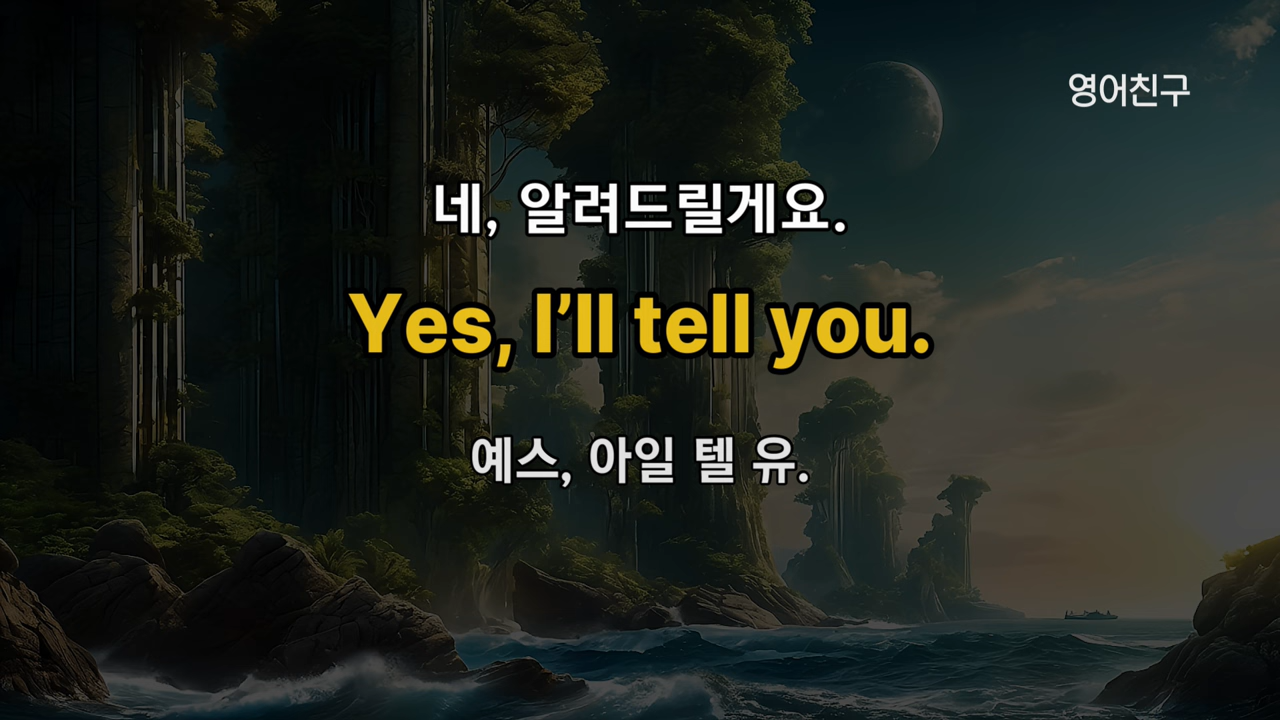 영어친구
네, 알려드릴게요.
Yes, I’ll tell you.
예스, 아일 텔 유.